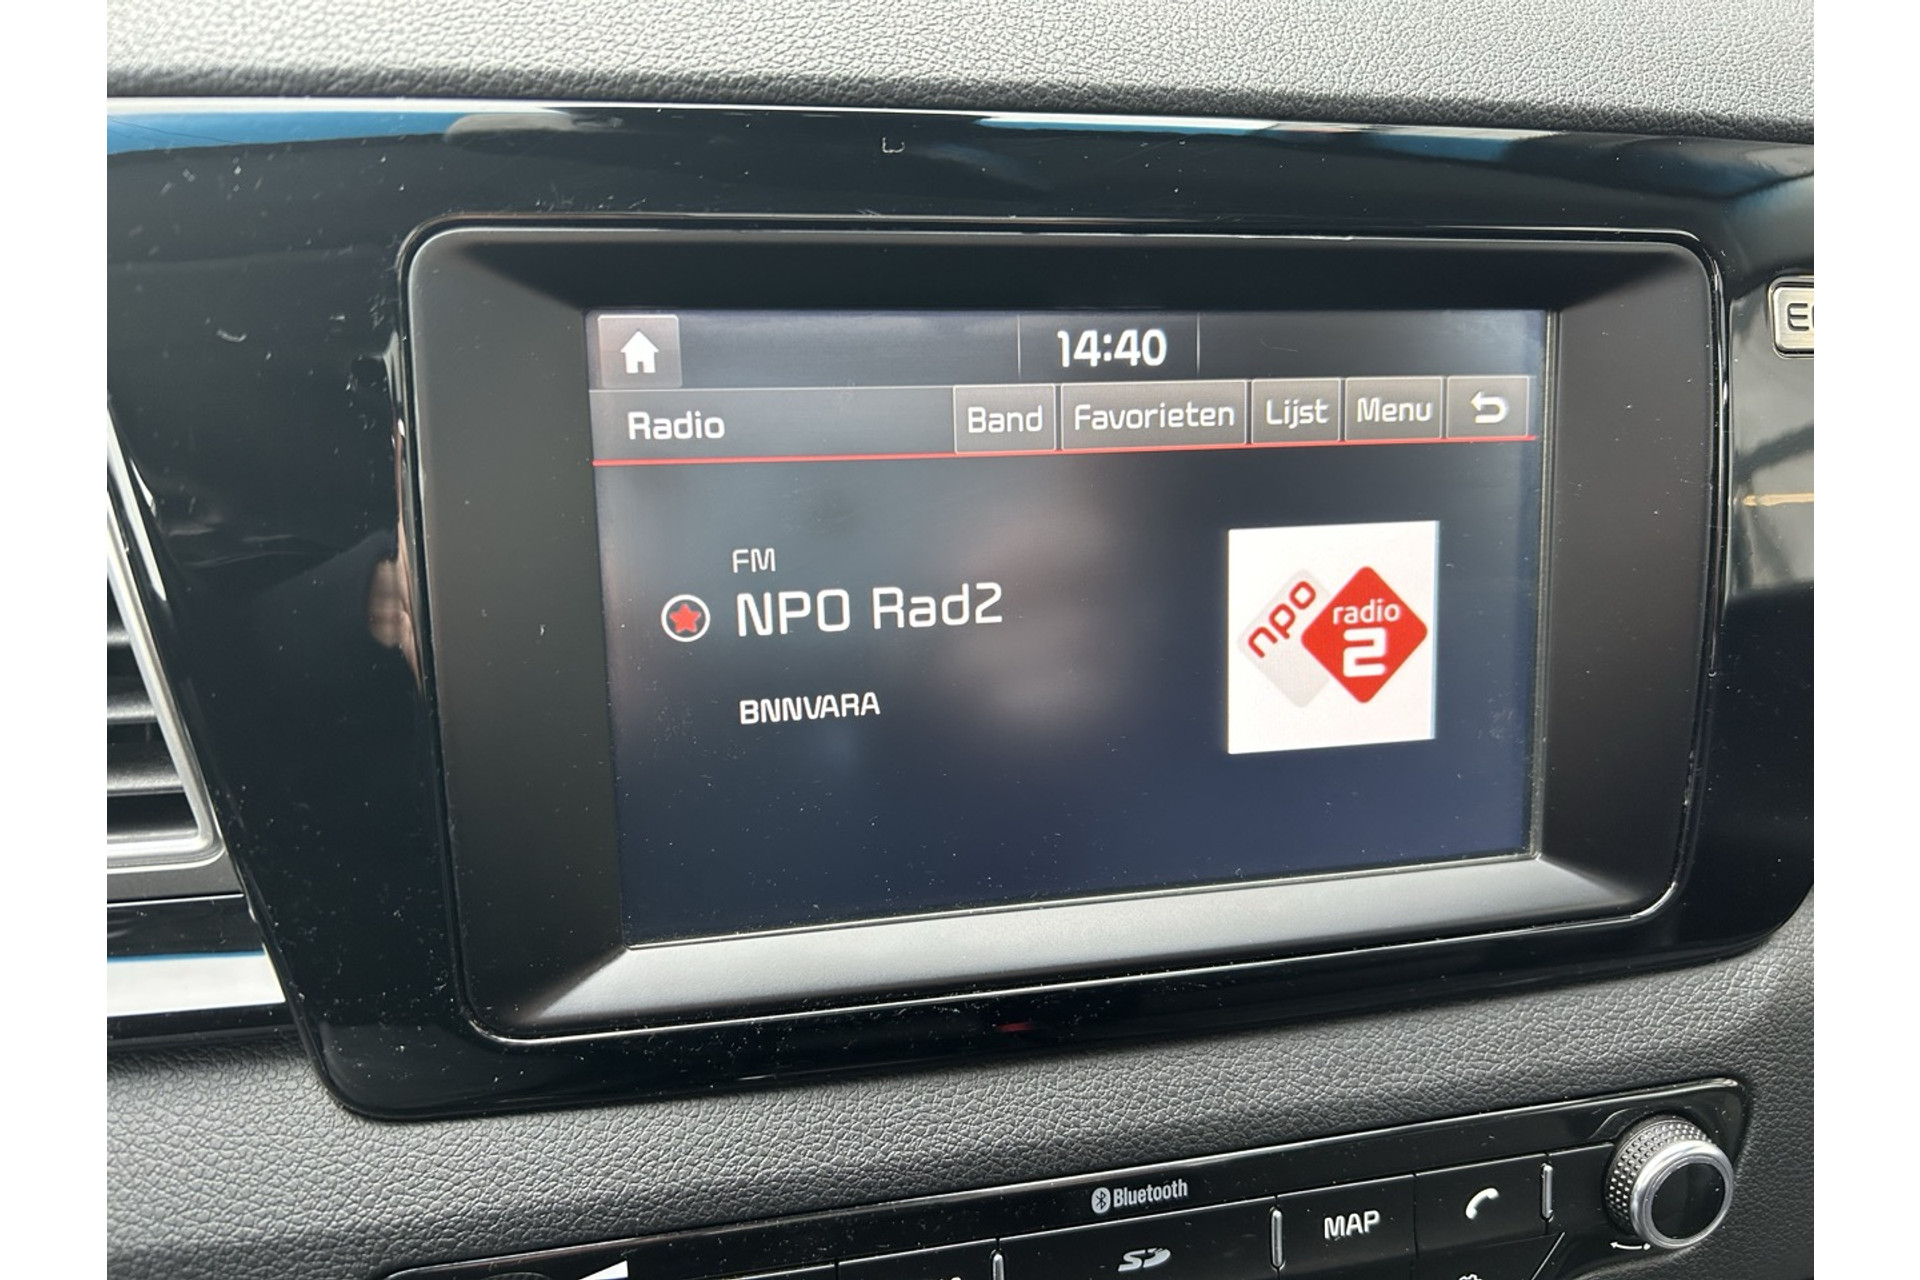 14:40
Radio Band Favorieten Lijst Menu
FM
NPO Rad2
BNNVARA
npo radio 2
Bluetooth
MAP
SD